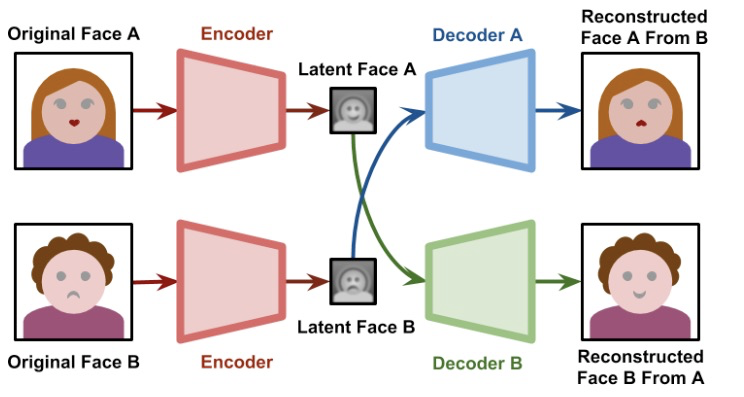 Original Face A
Encoder
Latent Face A
Decoder A
Reconstructed
Face A From B
Original Face B
Encoder
Latent Face B
Decoder B
Reconstructed
Face B From A